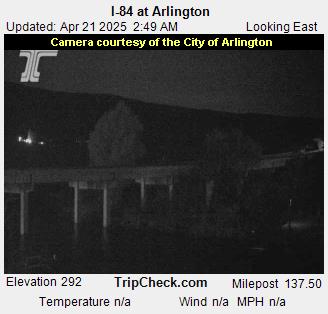 I-84 at Arlington
Updated: Apr 21 2025 2:49 AM Looking East
Camera courtesy of the City of Arlington
Elevation 292 TripCheck.com Milepost 137.50
Temperature n/a Wind n/a MPH n/a